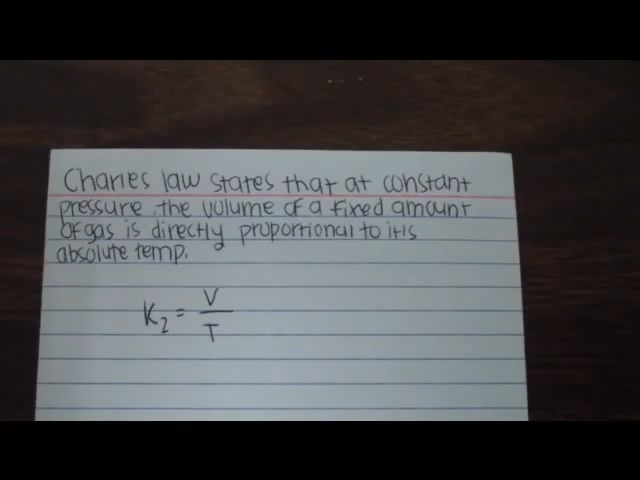 Charles law states that at constant
pressure, the volume of a fixed amount
of gas is directly proportional to it's
absolute temp.
K₂ = V/T